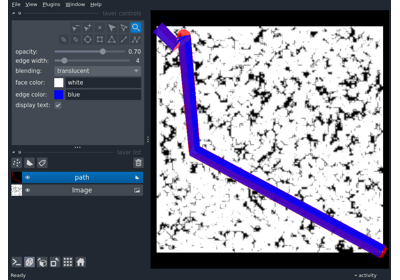 File View Plugins Window Help
layer controls
opacity: 0.70
edge width: 4
blending: translucent
face color: white
edge color: blue
display text:
layer list
path
Image
Ready
activity